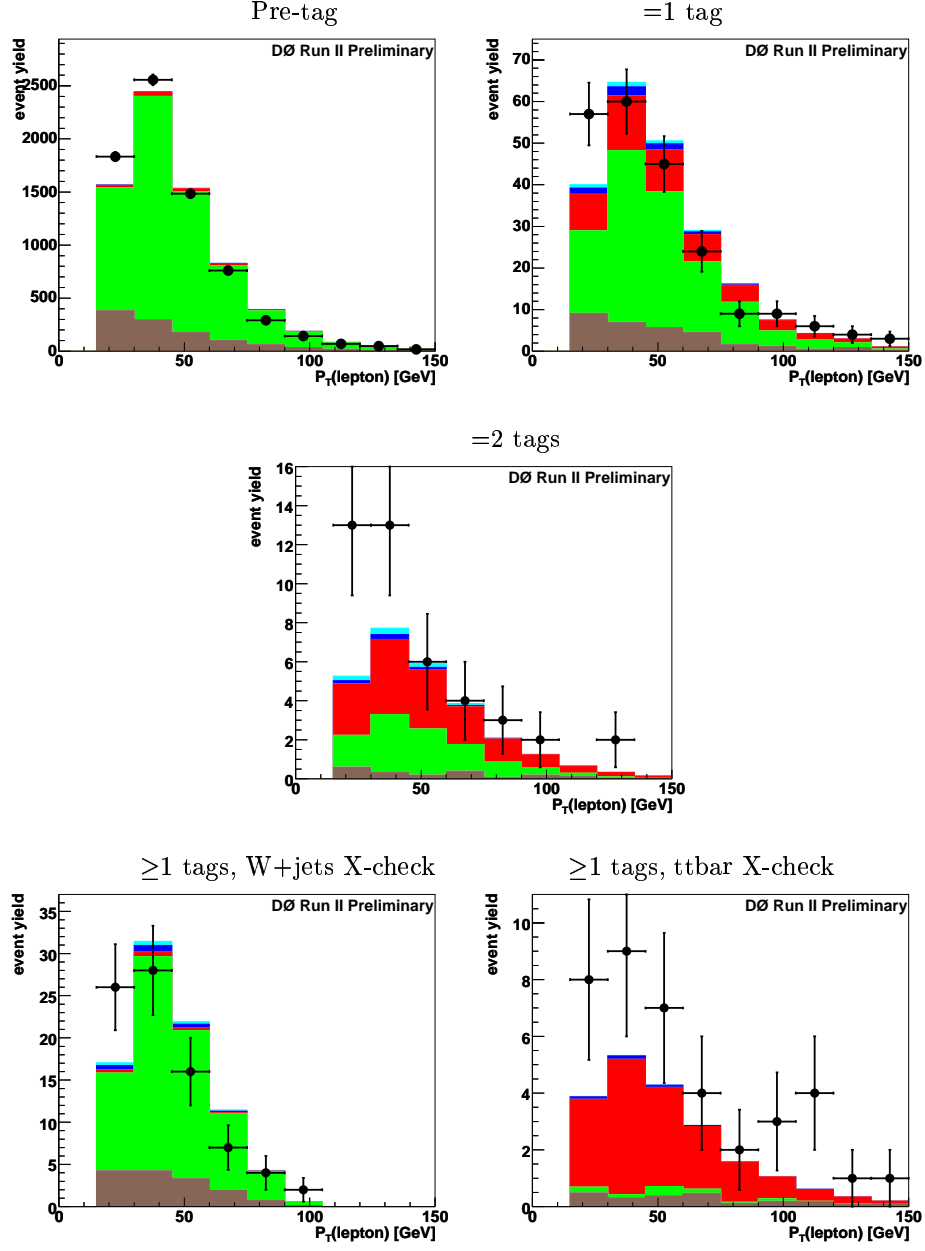 Pre-tag
DØ Run II Preliminary
event yield
2500
2000
1500
1000
500
0
0 50 100 150
P_T(lepton) [GeV]
=1 tag
DØ Run II Preliminary
event yield
70
60
50
40
30
20
10
0
0 50 100 150
P_T(lepton) [GeV]
=2 tags
DØ Run II Preliminary
event yield
16
14
12
10
8
6
4
2
0
0 50 100 150
P_T(lepton) [GeV]
≥1 tags, W+jets X-check
DØ Run II Preliminary
event yield
35
30
25
20
15
10
5
0
0 50 100 150
P_T(lepton) [GeV]
≥1 tags, ttbar X-check
DØ Run II Preliminary
event yield
10
8
6
4
2
0
0 50 100 150
P_T(lepton) [GeV]